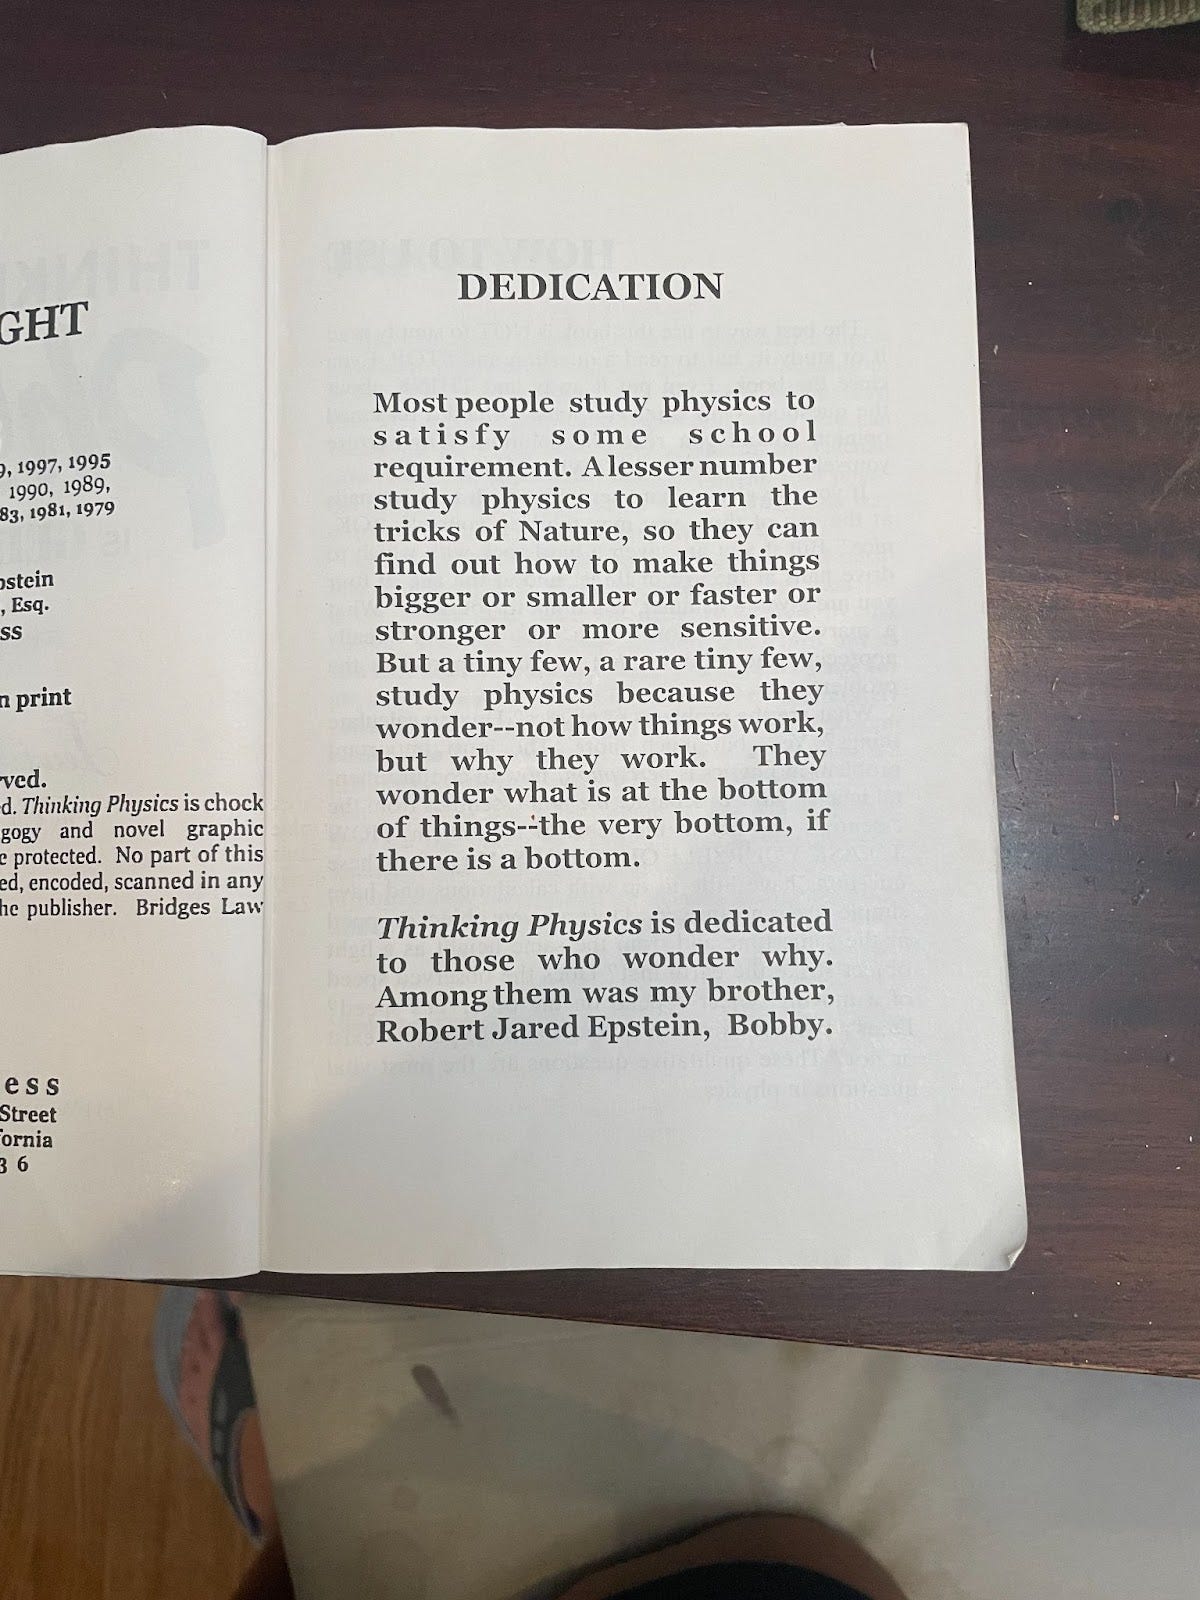 GHT
9, 1997, 1995
1990, 1989,
83, 1981, 1979
pstein
, Esq.
ss
n print
rved.
d. Thinking Physics is chock
gogy and novel graphic
c protected. No part of this
ed, encoded, scanned in any
he publisher. Bridges Law
ess
Street
fornia
3 6
DEDICATION
Most people study physics to
satisfy some school
requirement. A lesser number
study physics to learn the
tricks of Nature, so they can
find out how to make things
bigger or smaller or faster or
stronger or more sensitive.
But a tiny few, a rare tiny few,
study physics because they
wonder--not how things work,
but why they work. They
wonder what is at the bottom
of things--the very bottom, if
there is a bottom.
Thinking Physics is dedicated
to those who wonder why.
Among them was my brother,
Robert Jared Epstein, Bobby.